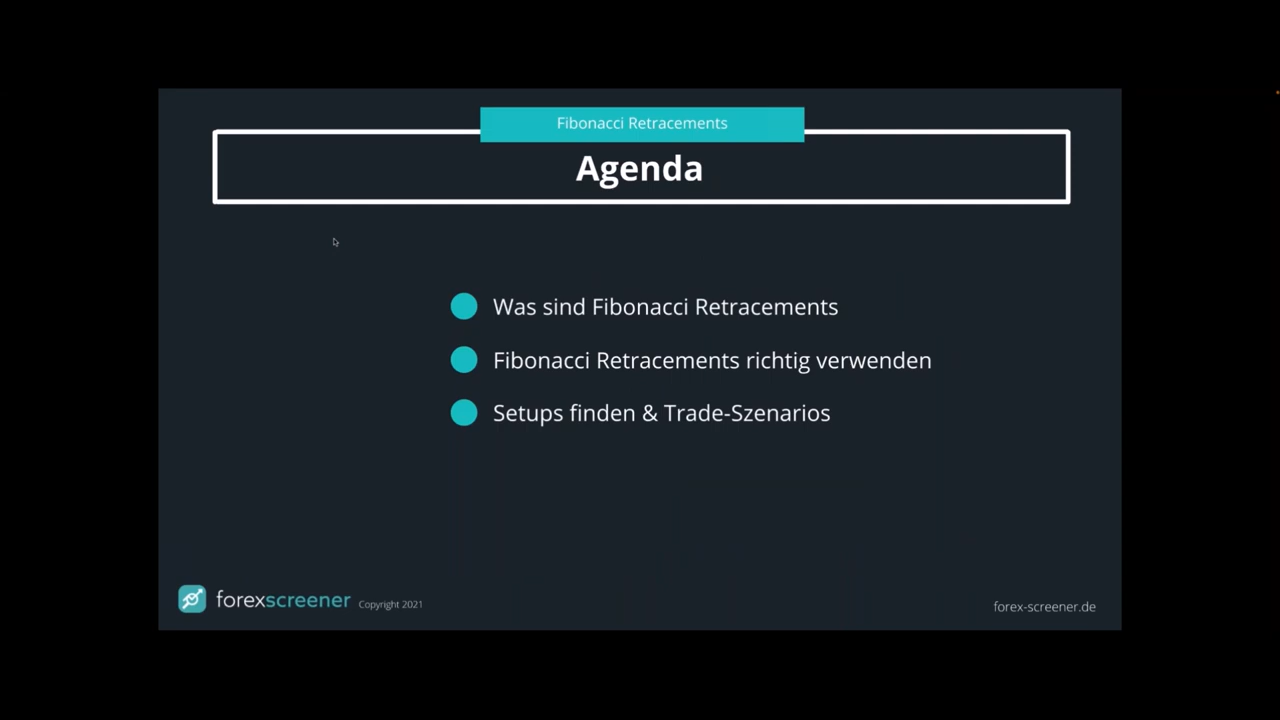 Fibonacci Retracements
Agenda
Was sind Fibonacci Retracements
Fibonacci Retracements richtig verwenden
Setups finden & Trade-Szenarios
forexscreener Copyright 2021
forex-screener.de